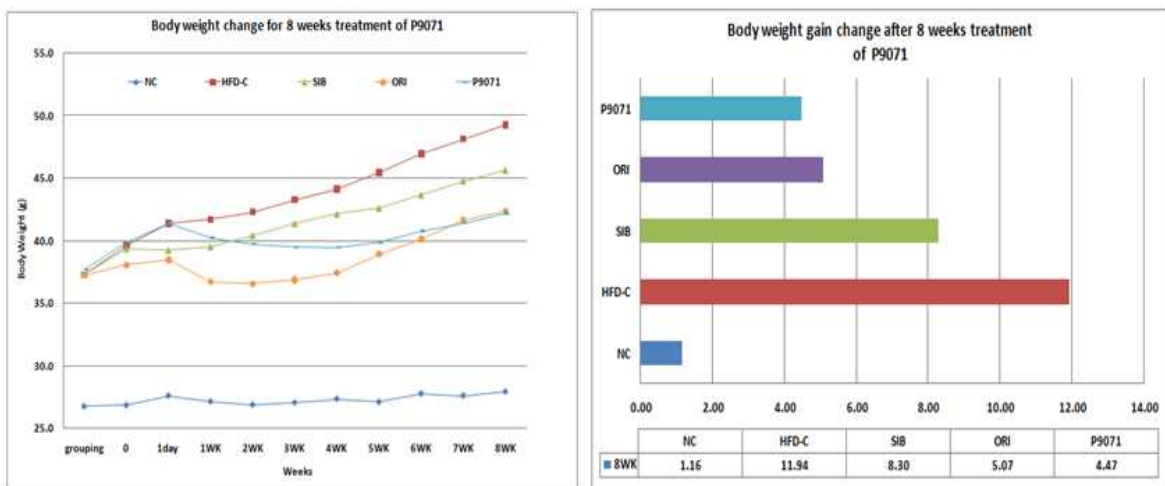 Body weight change for 8 weeks treatment of P9071
55.0
NC HFD-C SIB ORI P9071
50.0
45.0
40.0
35.0
30.0
25.0
Body Weight (g)
grouping 0 1day 1WK 2WK 3WK 4WK 5WK 6WK 7WK 8WK
Weeks
Body weight gain change after 8 weeks treatment
of P9071
P9071
ORI
SIB
HFD-C
NC
0.00 2.00 4.00 6.00 8.00 10.00 12.00 14.00
NC HFD-C SIB ORI P9071
8WK 1.16 11.94 8.30 5.07 4.47